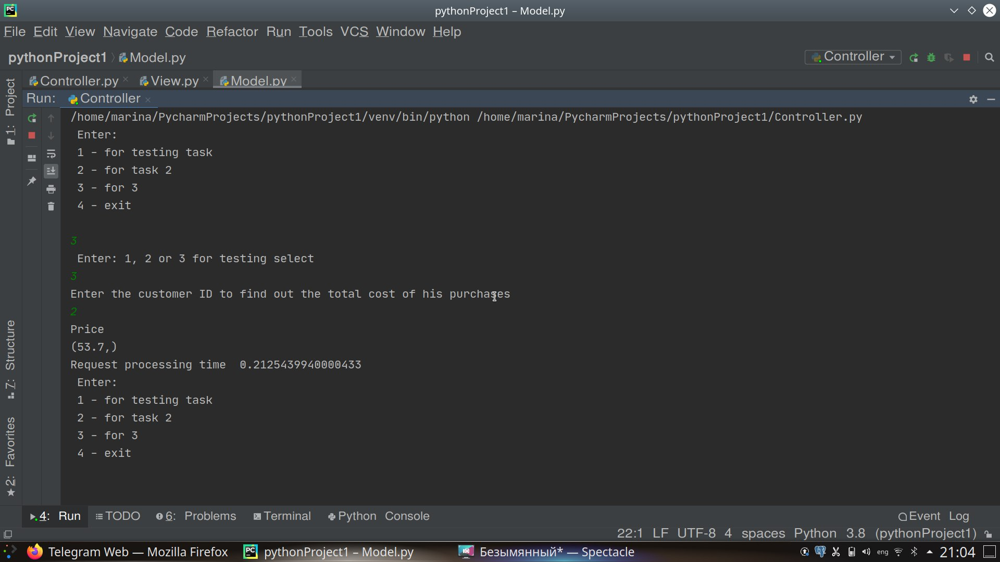 PC
pythonProject1 – Model.py
File Edit View Navigate Code Refactor Run Tools VCS Window Help
pythonProject1 Model.py
Controller
Controller.py View.py Model.py
Run: Controller
1: Project
7: Structure
2: Favorites
/home/marina/PycharmProjects/pythonProject1/venv/bin/python /home/marina/PycharmProjects/pythonProject1/Controller.py
Enter:
1 - for testing task
2 - for task 2
3 - for 3
4 - exit
3
Enter: 1, 2 or 3 for testing select
3
Enter the customer ID to find out the total cost of his purchases
2
Price
(53.7,)
Request processing time  0.2125439940000433
Enter:
1 - for testing task
2 - for task 2
3 - for 3
4 - exit
4: Run TODO 6: Problems Terminal Python Console Event Log
22:1 LF UTF-8 4 spaces Python 3.8 (pythonProject1)
Telegram Web — Mozilla Firefox PC pythonProject1 – Model.py Безымянный* — Spectacle eng 21:04